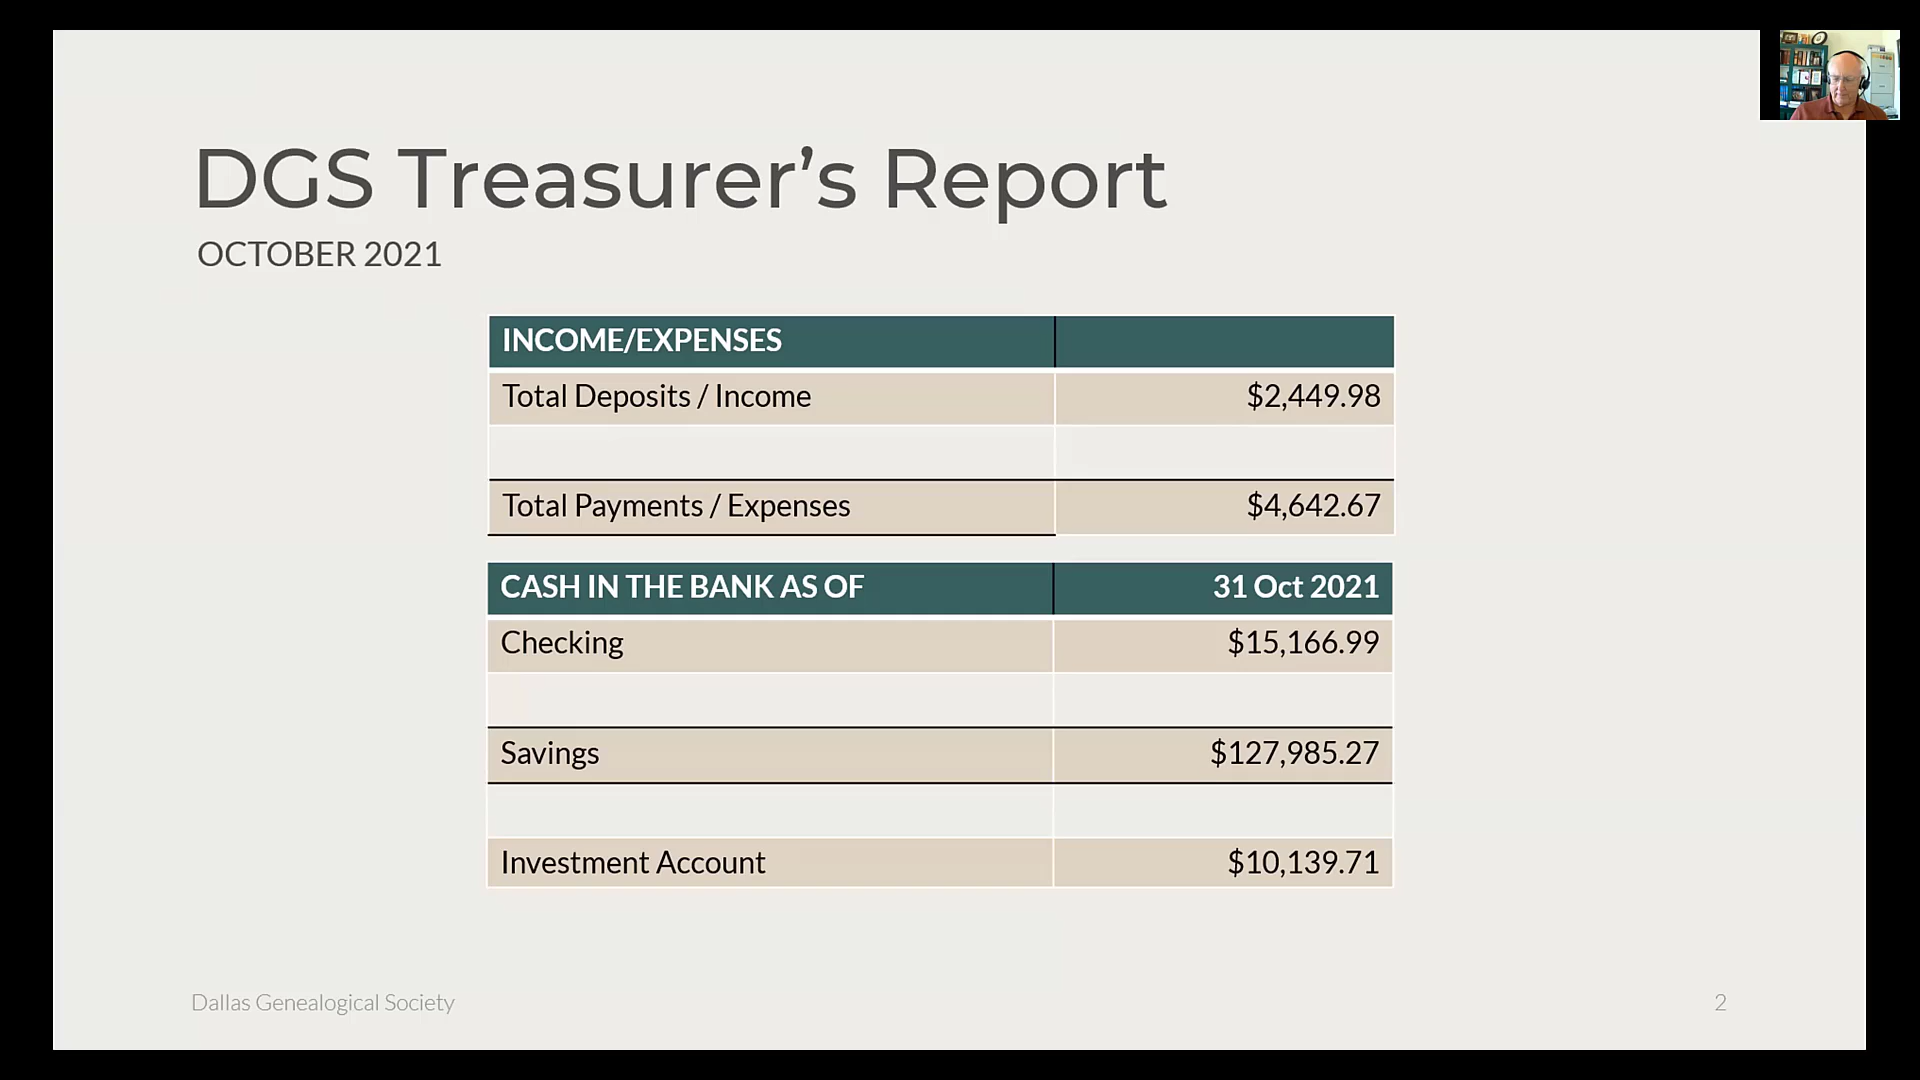 DGS Treasurer’s Report
OCTOBER 2021
INCOME/EXPENSES
Total Deposits / Income $2,449.98
Total Payments / Expenses $4,642.67
CASH IN THE BANK AS OF 31 Oct 2021
Checking $15,166.99
Savings $127,985.27
Investment Account $10,139.71
Dallas Genealogical Society 2